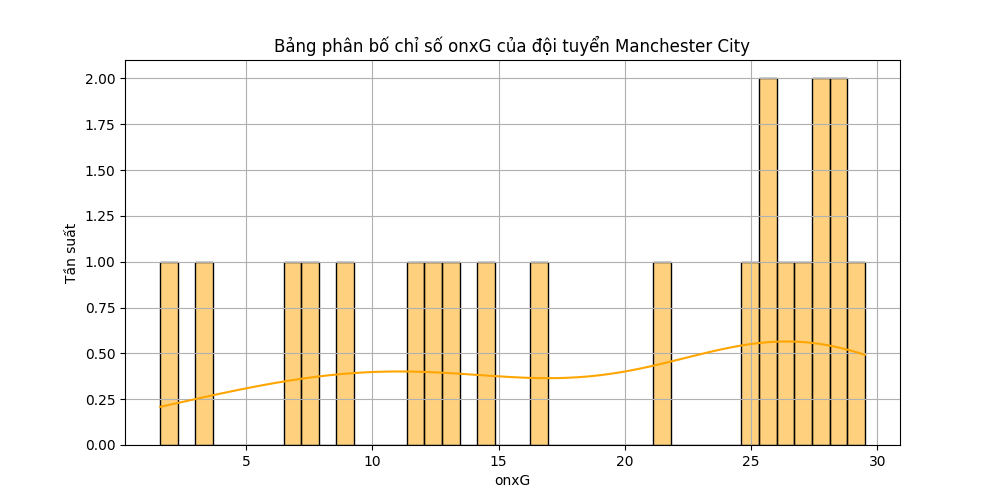 Bảng phân bố chỉ số onxG của đội tuyển Manchester City
2.00
1.75
1.50
1.25
1.00
0.75
0.50
0.25
0.00
Tần suất
5 10 15 20 25 30
onxG